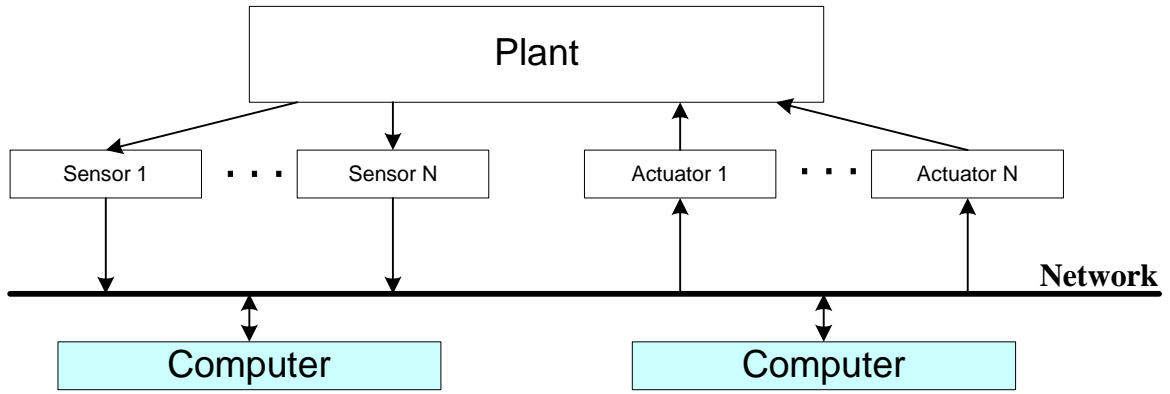 Plant
Sensor 1
. . .
Sensor N
Actuator 1
. . .
Actuator N
Network
Computer
Computer